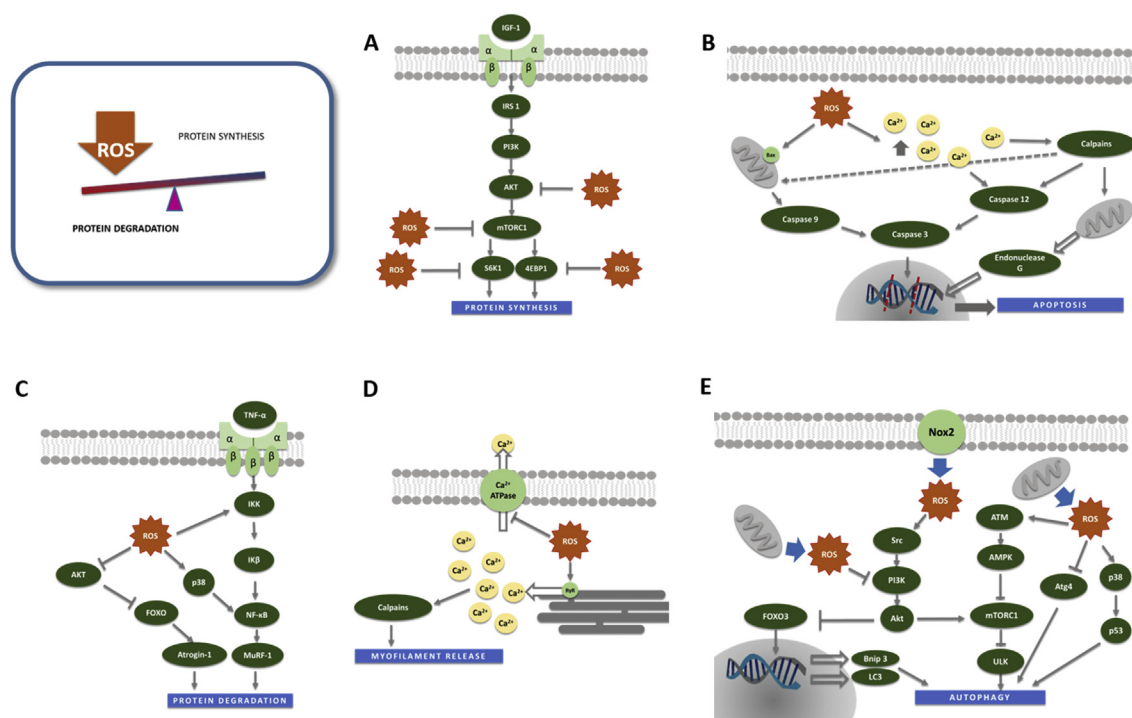 PROTEIN SYNTHESIS
ROS
PROTEIN DEGRADATION
A
IGF-1
α
α
β
β
IRS 1
PI3K
AKT
ROS
ROS
mTORC1
ROS
S6K1
4EBP1
ROS
PROTEIN SYNTHESIS
B
ROS
Ca²⁺
Ca²⁺
Ca²⁺
Ca²⁺
Ca²⁺
Calpains
Bax
Caspase 9
Caspase 12
Caspase 3
Endonuclease
G
APOPTOSIS
C
TNF-α
α
α
β
β
β
IKK
ROS
IKβ
AKT
p38
FOXO
NF-κB
Atrogin-1
MuRF-1
PROTEIN DEGRADATION
D
Ca²⁺
Ca²⁺
ATPase
ROS
Ca²⁺
Ca²⁺
Ca²⁺
Ca²⁺
Ca²⁺
Ca²⁺
Ca²⁺
RyR
Calpains
MYOFILAMENT RELEASE
E
Nox2
ROS
ROS
ROS
Src
ATM
PI3K
AMPK
Atg4
p38
FOXO3
Akt
mTORC1
p53
Bnip 3
LC3
ULK
AUTOPHAGY